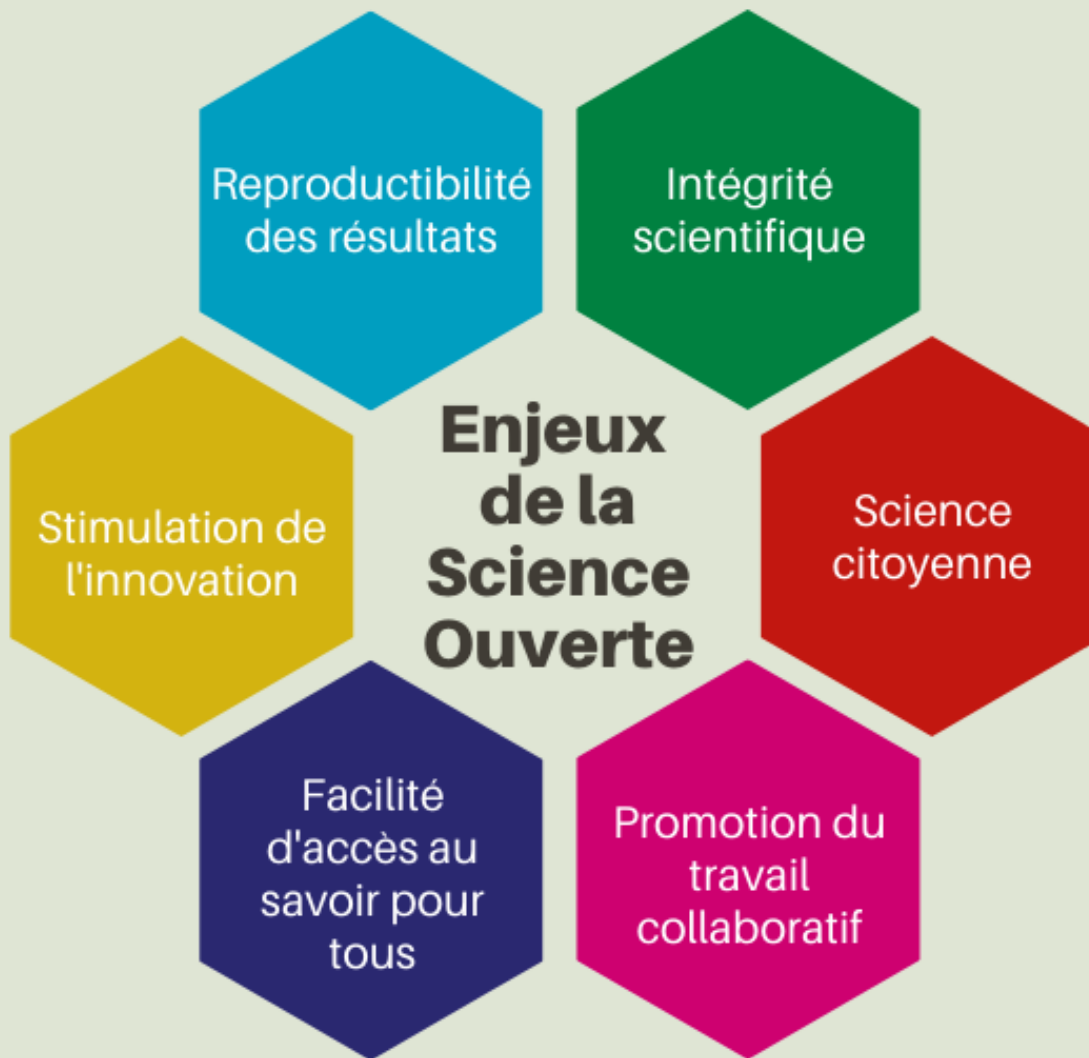 Reproductibilité
des résultats
Intégrité
scientifique
Enjeux
de la
Science
Ouverte
Stimulation de
l'innovation
Science
citoyenne
Facilité
d'accès au
savoir pour
tous
Promotion du
travail
collaboratif